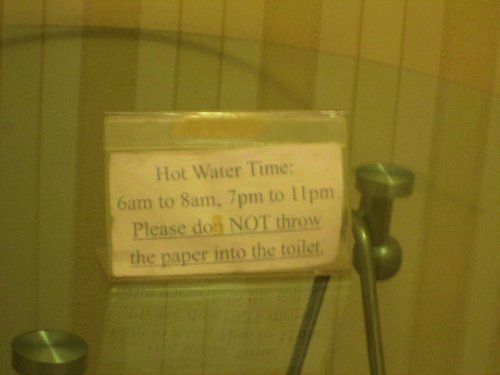 Hot Water Time:
6am to 8am, 7pm to 11pm
Please do NOT throw
the paper into the toilet.